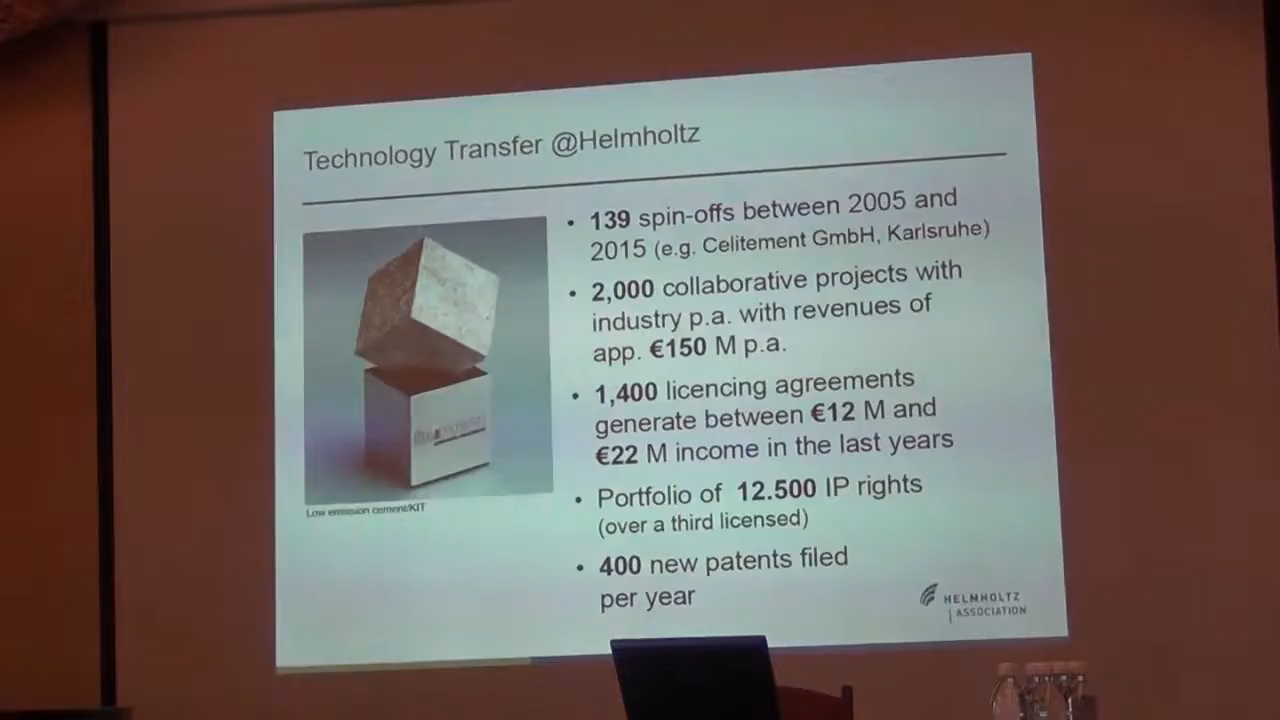 Technology Transfer @Helmholtz
• 139 spin-offs between 2005 and
2015 (e.g. Celitement GmbH, Karlsruhe)
• 2,000 collaborative projects with
industry p.a. with revenues of
app. €150 M p.a.
• 1,400 licencing agreements
generate between €12 M and
€22 M income in the last years
• Portfolio of 12.500 IP rights
(over a third licensed)
• 400 new patents filed
per year
Low emission cement/KIT
HELMHOLTZ
| ASSOCIATION